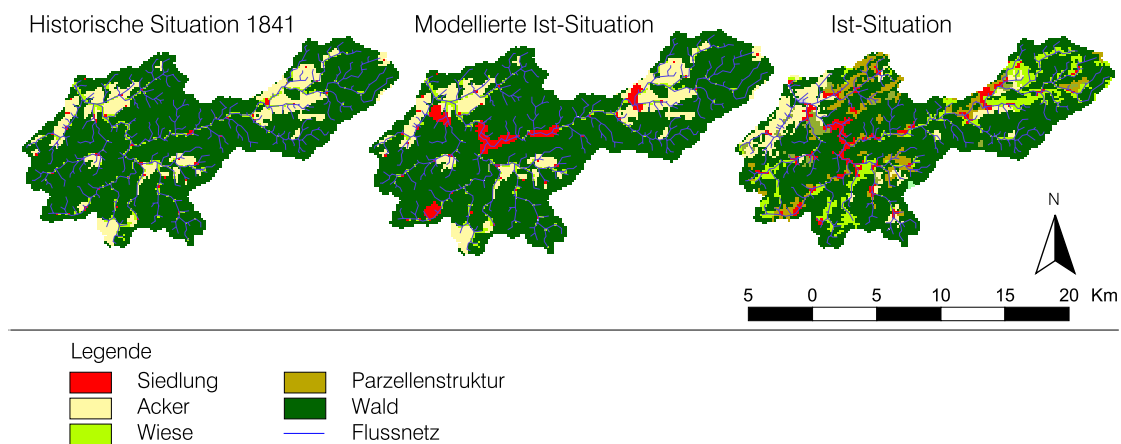 Historische Situation 1841
Modellierte Ist-Situation
Ist-Situation
N
5 0 5 10 15 20 Km
Legende
Siedlung
Acker
Wiese
Parzellenstruktur
Wald
Flussnetz